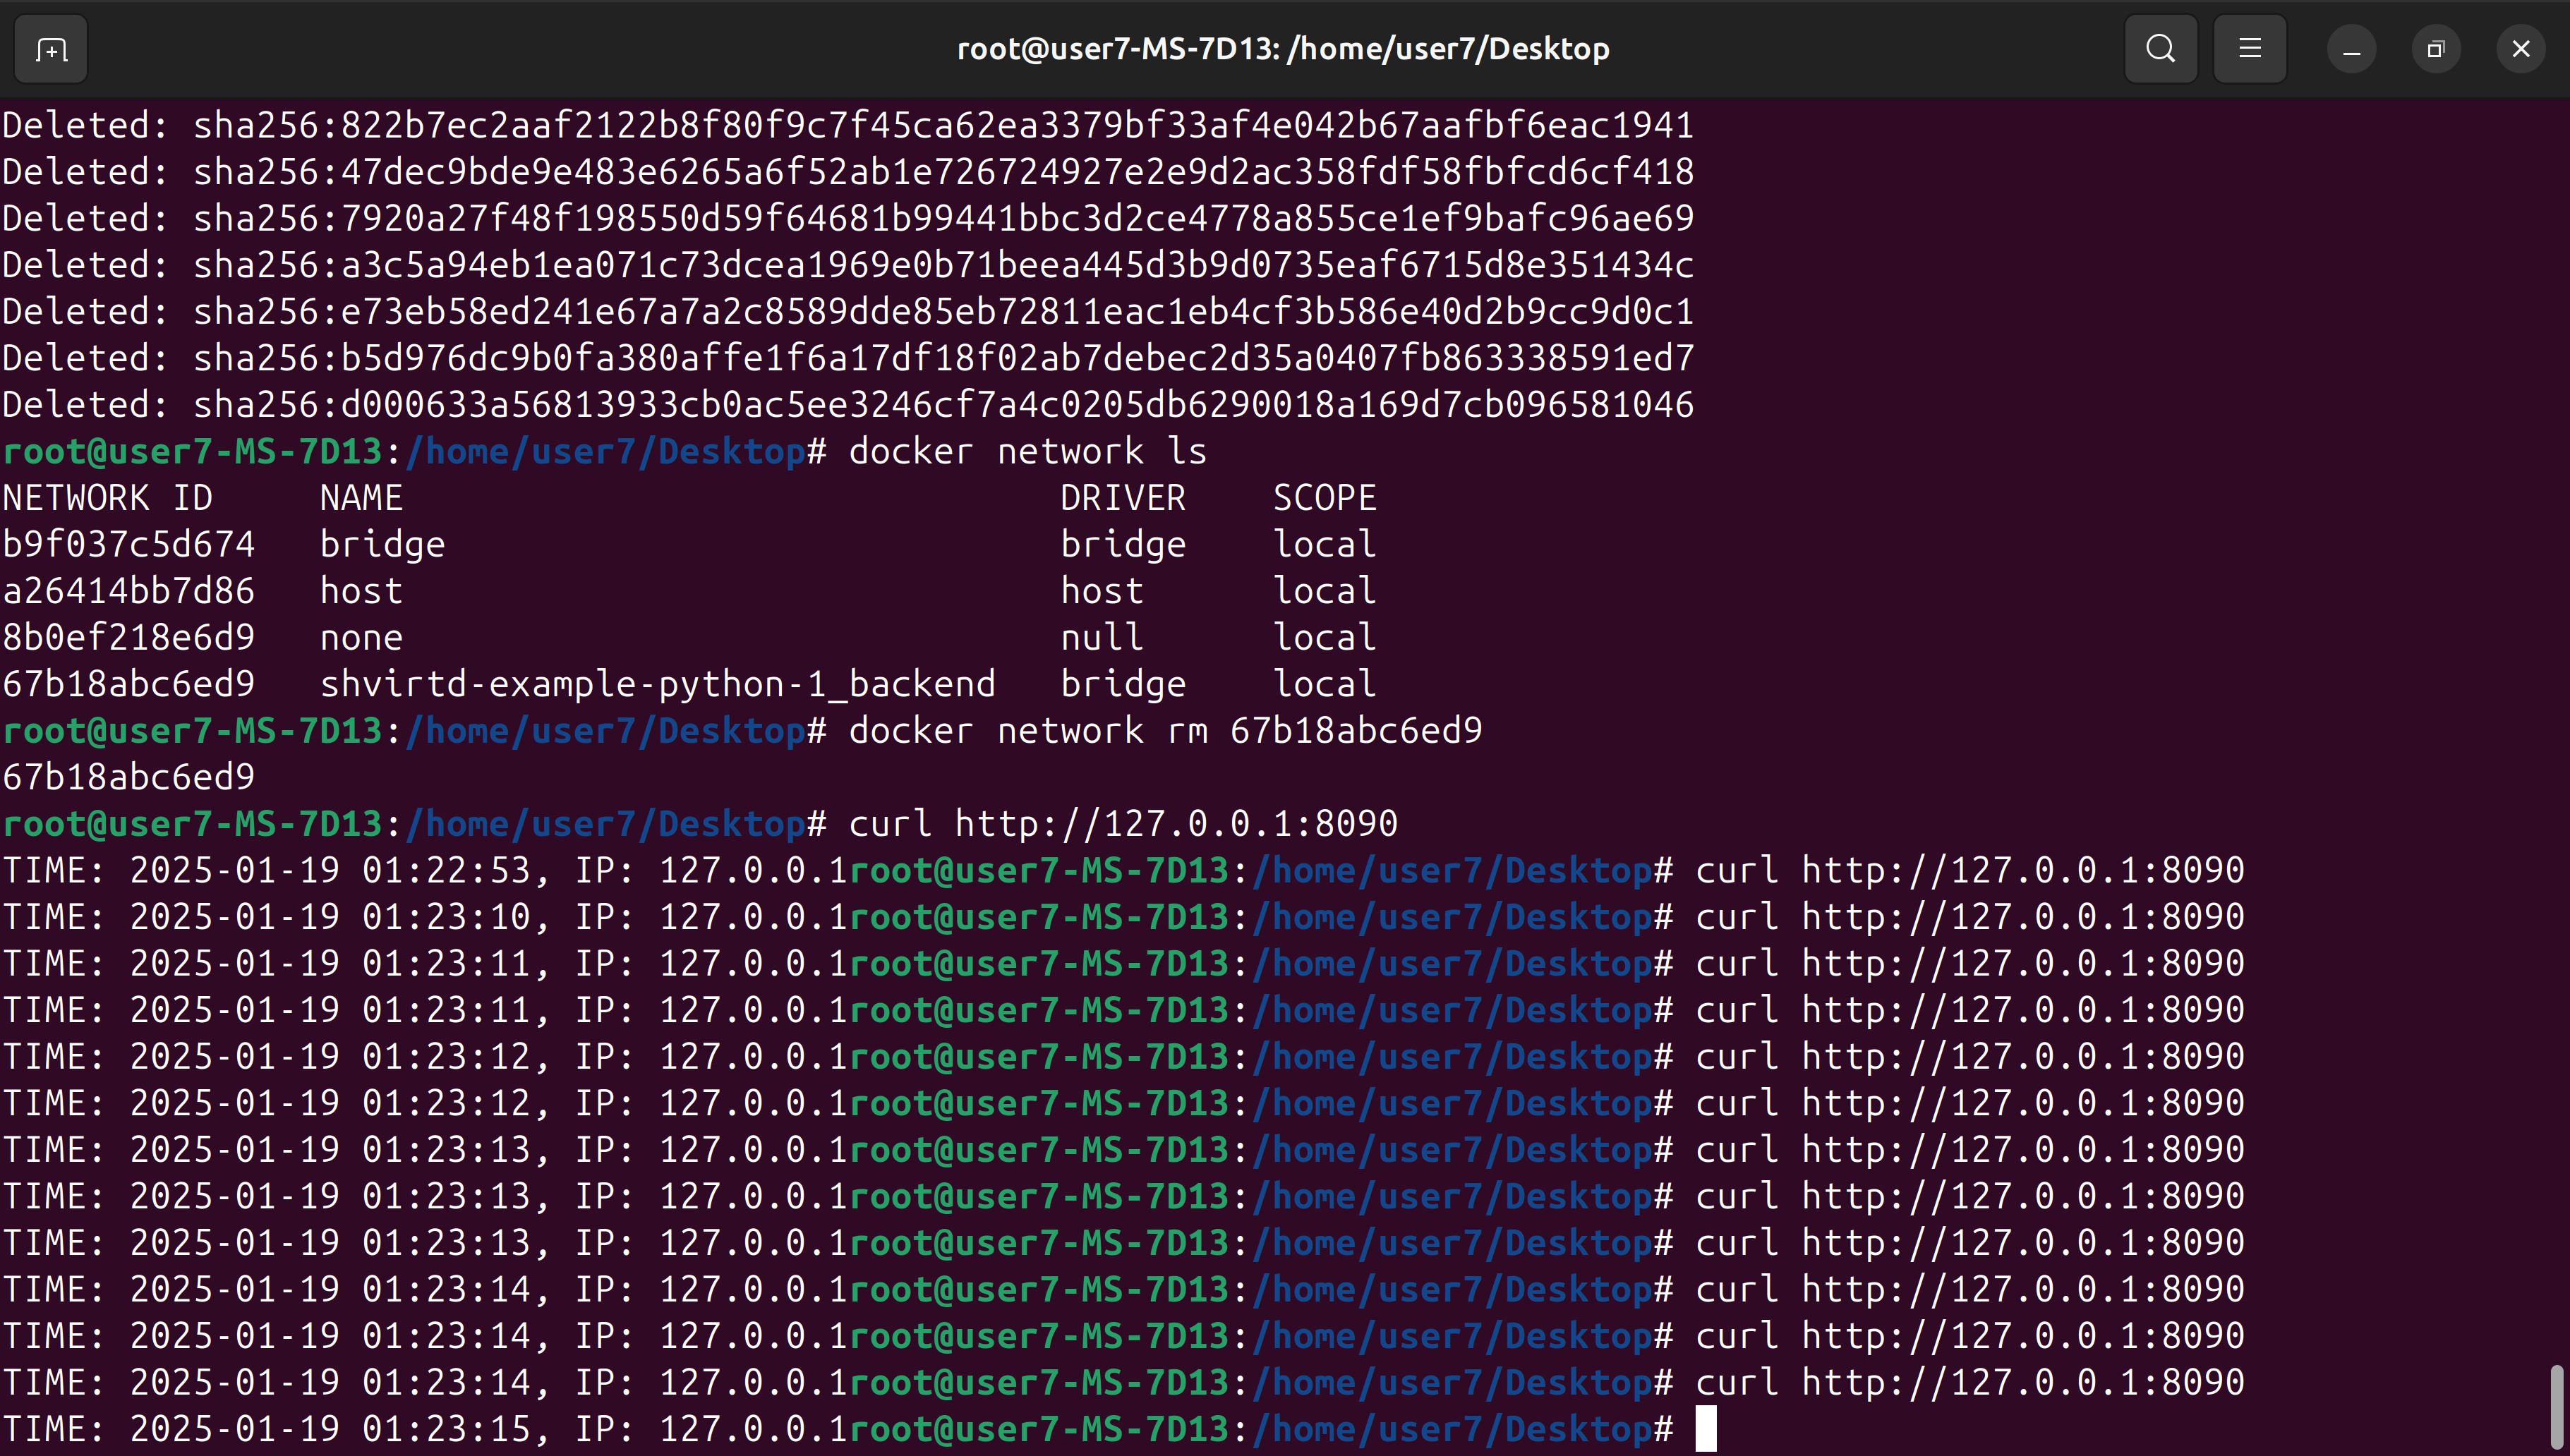 root@user7-MS-7D13: /home/user7/Desktop
Deleted: sha256:822b7ec2aaf2122b8f80f9c7f45ca62ea3379bf33af4e042b67aafbf6eac1941
Deleted: sha256:47dec9bde9e483e6265a6f52ab1e726724927e2e9d2ac358fdf58fbfcd6cf418
Deleted: sha256:7920a27f48f198550d59f64681b99441bbc3d2ce4778a855ce1ef9bafc96ae69
Deleted: sha256:a3c5a94eb1ea071c73dcea1969e0b71beea445d3b9d0735eaf6715d8e351434c
Deleted: sha256:e73eb58ed241e67a7a2c8589dde85eb72811eac1eb4cf3b586e40d2b9cc9d0c1
Deleted: sha256:b5d976dc9b0fa380affe1f6a17df18f02ab7debec2d35a0407fb863338591ed7
Deleted: sha256:d000633a56813933cb0ac5ee3246cf7a4c0205db6290018a169d7cb096581046
root@user7-MS-7D13:/home/user7/Desktop# docker network ls
NETWORK ID     NAME                               DRIVER    SCOPE
b9f037c5d674   bridge                             bridge    local
a26414bb7d86   host                               host      local
8b0ef218e6d9   none                               null      local
67b18abc6ed9   shvirtd-example-python-1_backend   bridge    local
root@user7-MS-7D13:/home/user7/Desktop# docker network rm 67b18abc6ed9
67b18abc6ed9
root@user7-MS-7D13:/home/user7/Desktop# curl http://127.0.0.1:8090
TIME: 2025-01-19 01:22:53, IP: 127.0.0.1root@user7-MS-7D13:/home/user7/Desktop# curl http://127.0.0.1:8090
TIME: 2025-01-19 01:23:10, IP: 127.0.0.1root@user7-MS-7D13:/home/user7/Desktop# curl http://127.0.0.1:8090
TIME: 2025-01-19 01:23:11, IP: 127.0.0.1root@user7-MS-7D13:/home/user7/Desktop# curl http://127.0.0.1:8090
TIME: 2025-01-19 01:23:11, IP: 127.0.0.1root@user7-MS-7D13:/home/user7/Desktop# curl http://127.0.0.1:8090
TIME: 2025-01-19 01:23:12, IP: 127.0.0.1root@user7-MS-7D13:/home/user7/Desktop# curl http://127.0.0.1:8090
TIME: 2025-01-19 01:23:12, IP: 127.0.0.1root@user7-MS-7D13:/home/user7/Desktop# curl http://127.0.0.1:8090
TIME: 2025-01-19 01:23:13, IP: 127.0.0.1root@user7-MS-7D13:/home/user7/Desktop# curl http://127.0.0.1:8090
TIME: 2025-01-19 01:23:13, IP: 127.0.0.1root@user7-MS-7D13:/home/user7/Desktop# curl http://127.0.0.1:8090
TIME: 2025-01-19 01:23:13, IP: 127.0.0.1root@user7-MS-7D13:/home/user7/Desktop# curl http://127.0.0.1:8090
TIME: 2025-01-19 01:23:14, IP: 127.0.0.1root@user7-MS-7D13:/home/user7/Desktop# curl http://127.0.0.1:8090
TIME: 2025-01-19 01:23:14, IP: 127.0.0.1root@user7-MS-7D13:/home/user7/Desktop# curl http://127.0.0.1:8090
TIME: 2025-01-19 01:23:14, IP: 127.0.0.1root@user7-MS-7D13:/home/user7/Desktop# curl http://127.0.0.1:8090
TIME: 2025-01-19 01:23:15, IP: 127.0.0.1root@user7-MS-7D13:/home/user7/Desktop#